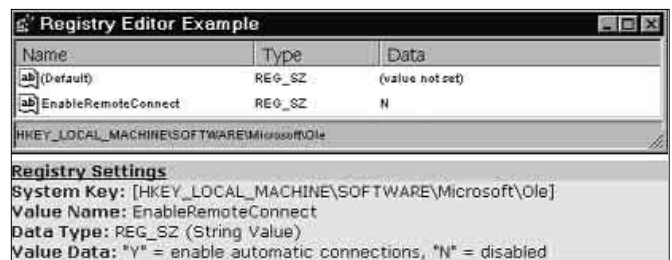 Registry Editor Example
Name Type Data
(Default) REG_SZ (value not set)
EnableRemoteConnect REG_SZ N
HKEY_LOCAL_MACHINE\SOFTWARE\Microsoft\Ole
Registry Settings
System Key: [HKEY_LOCAL_MACHINE\SOFTWARE\Microsoft\Ole]
Value Name: EnableRemoteConnect
Data Type: REG_SZ (String Value)
Value Data: "Y" = enable automatic connections, "N" = disabled